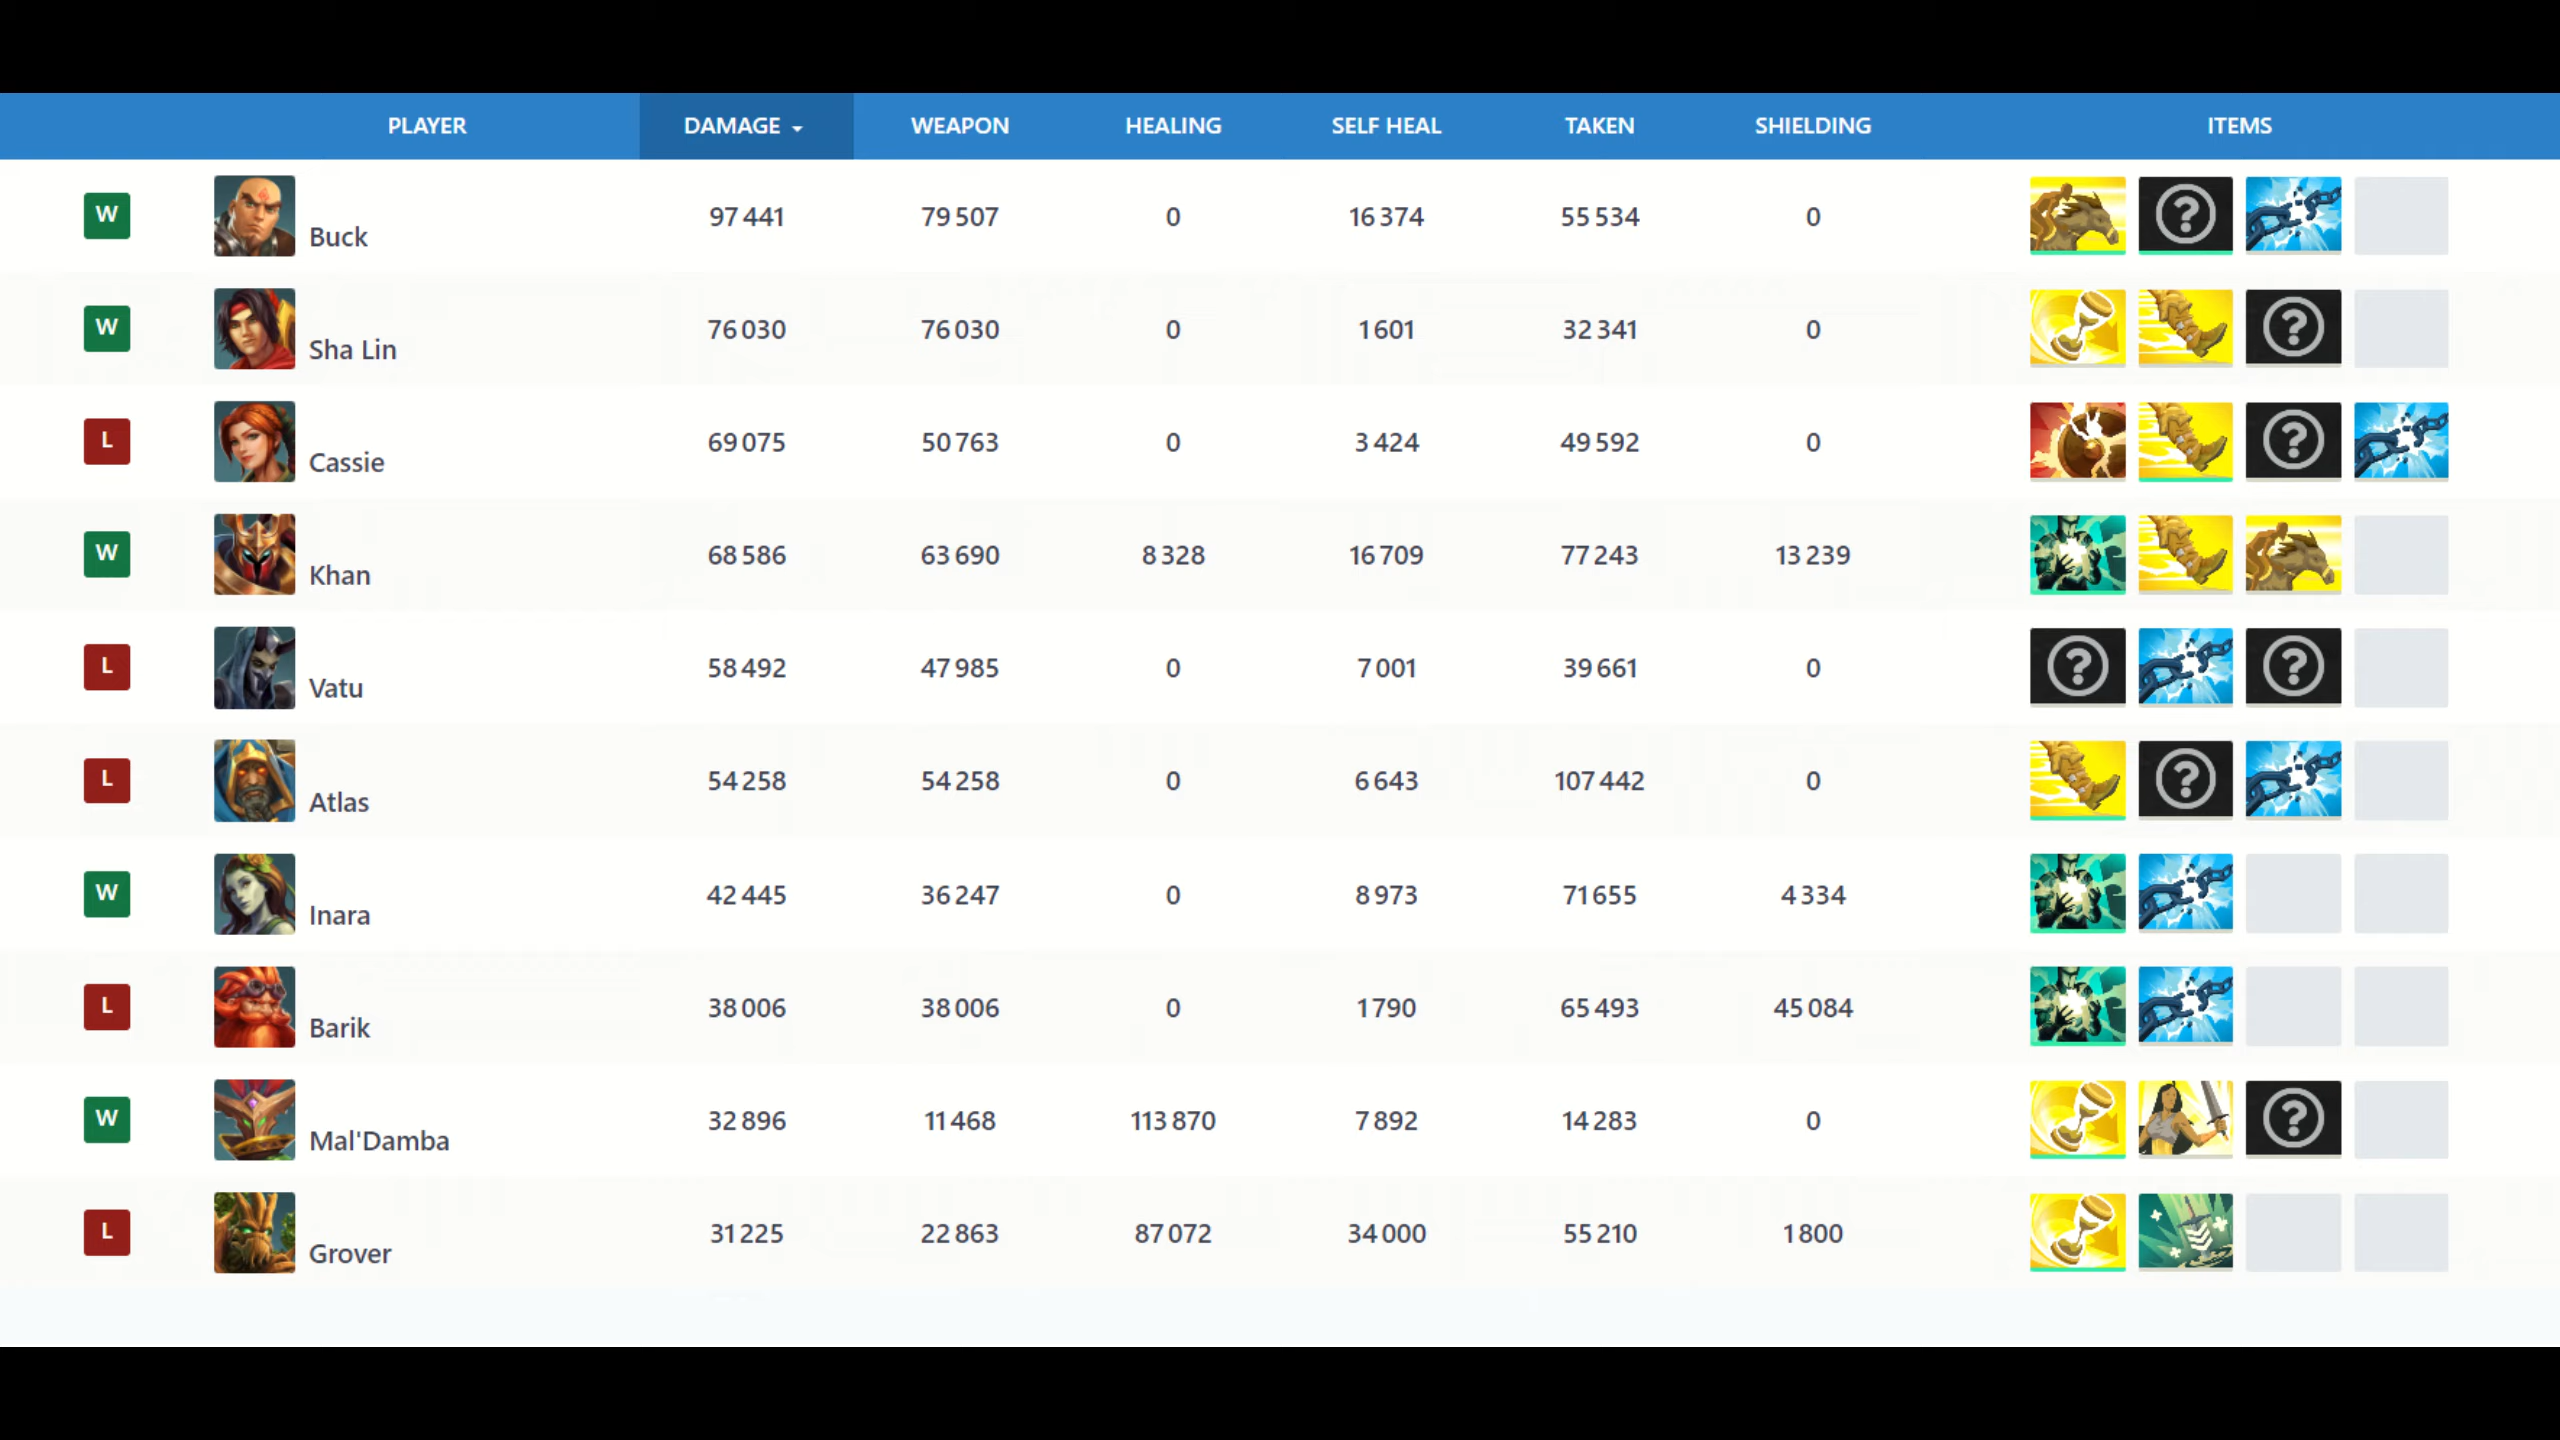 PLAYER DAMAGE WEAPON HEALING SELF HEAL TAKEN SHIELDING ITEMS
W Buck 97 441 79 507 0 16 374 55 534 0 ?
W Sha Lin 76 030 76 030 0 1 601 32 341 0 ?
L Cassie 69 075 50 763 0 3 424 49 592 0 ?
W Khan 68 586 63 690 8 328 16 709 77 243 13 239
L Vatu 58 492 47 985 0 7 001 39 661 0 ? ?
L Atlas 54 258 54 258 0 6 643 107 442 0 ?
W Inara 42 445 36 247 0 8 973 71 655 4 334
L Barik 38 006 38 006 0 1 790 65 493 45 084
W Mal'Damba 32 896 11 468 113 870 7 892 14 283 0 ?
L Grover 31 225 22 863 87 072 34 000 55 210 1 800